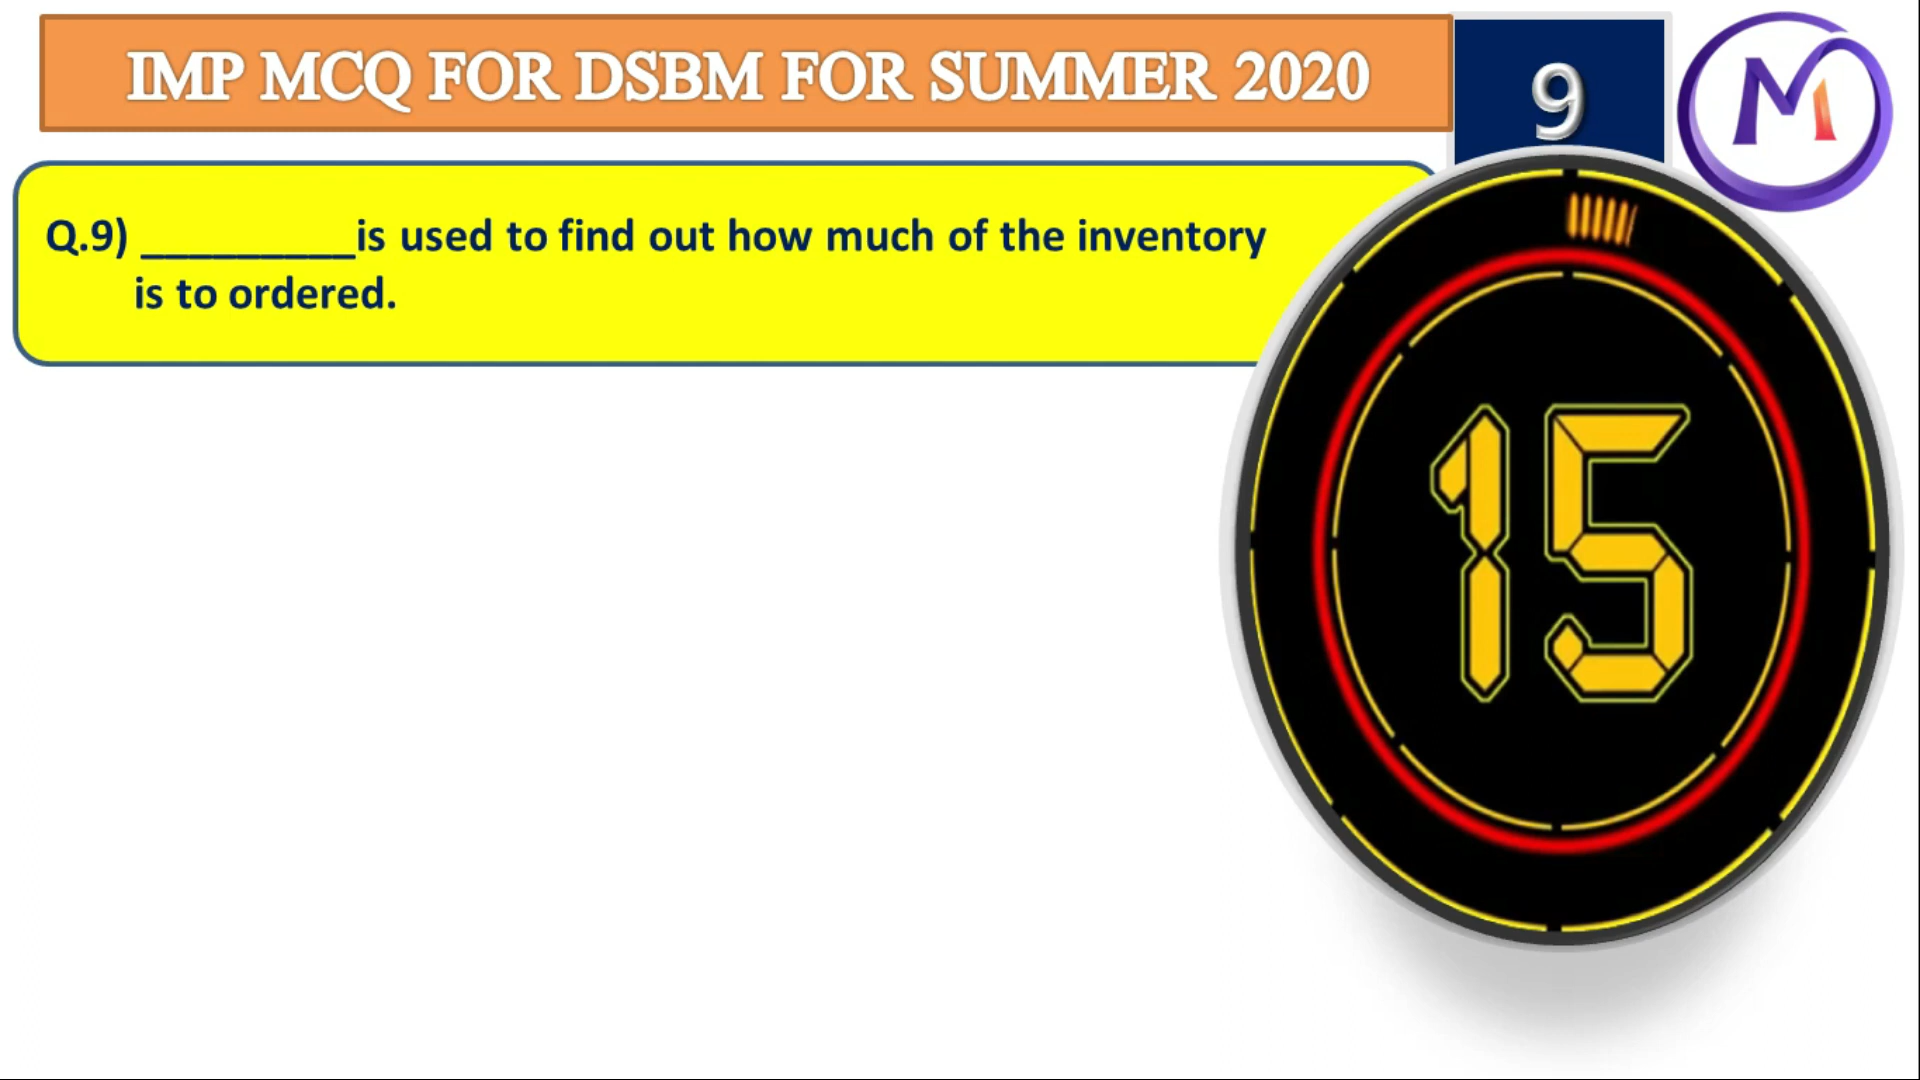 IMP MCQ FOR DSBM FOR SUMMER 2020
9
M
Q.9) _________is used to find out how much of the inventory
is to ordered.
15